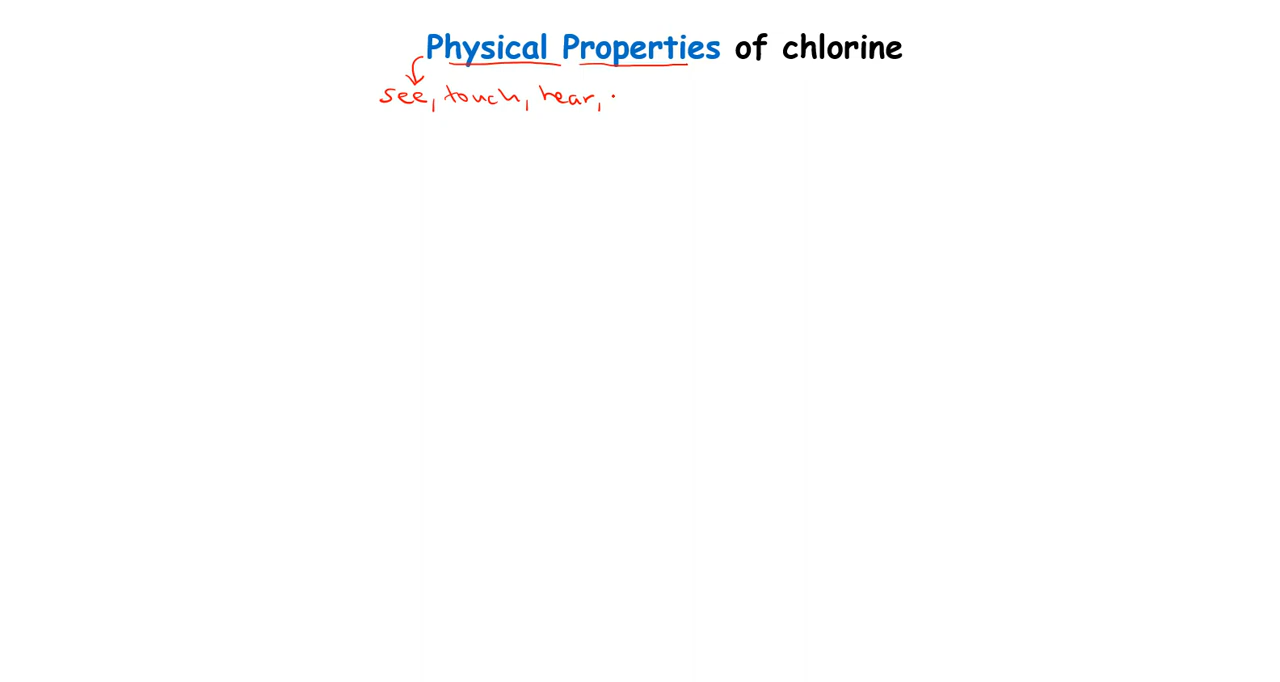 Physical Properties of chlorine
see, touch, hear,